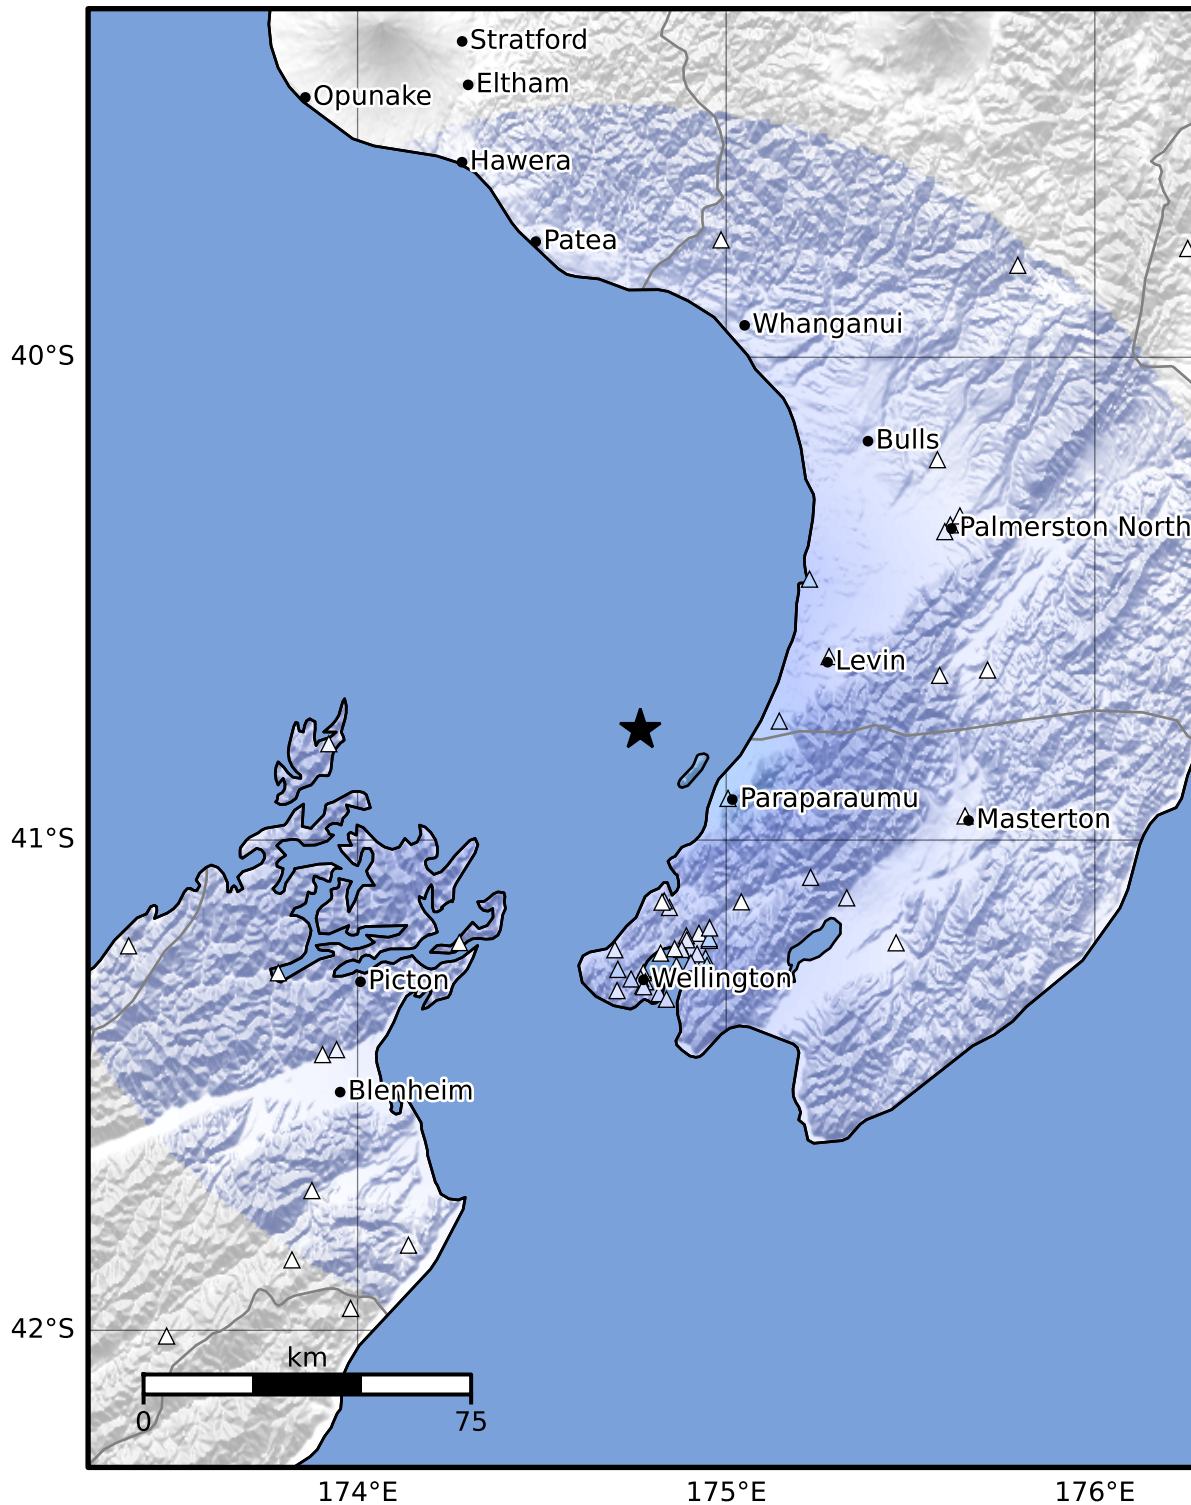 Stratford
Eltham
Opunake
Hawera
Patea
Whanganui
40°S
Bulls
Palmerston North
Levin
Paraparaumu
Masterton
41°S
Picton
Wellington
Blenheim
42°S
km
0
75
174°E
175°E
176°E